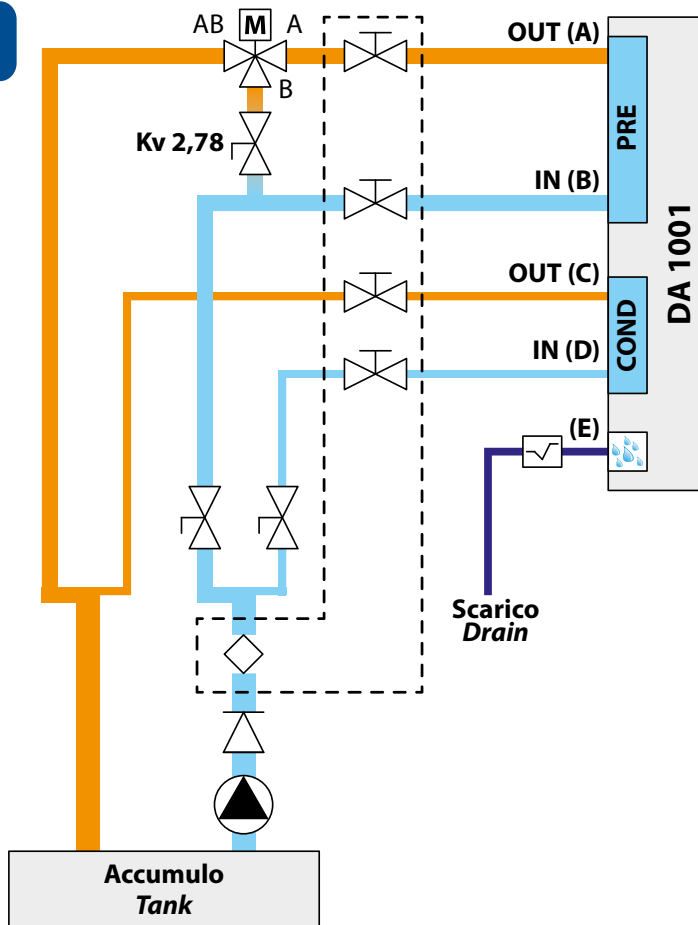 AB M A
OUT (A)
B
Kv 2,78
PRE
IN (B)
DA 1001
OUT (C)
COND
IN (D)
(E)
Scarico
Drain
Accumulo
Tank